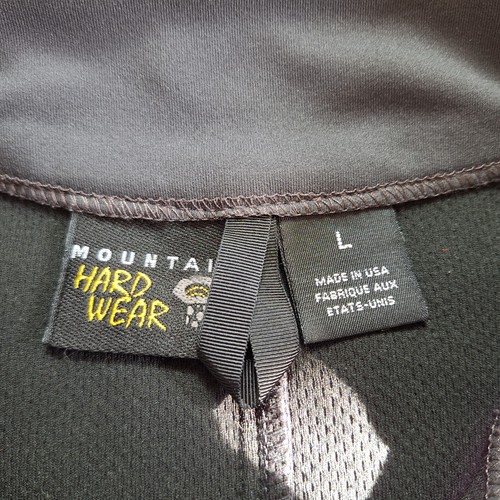 MOUNTAI
HARD
WEAR
L
MADE IN USA
FABRIQUE AUX
ETATS-UNIS